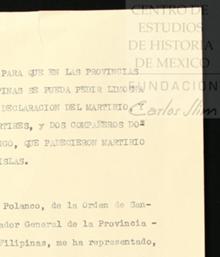 CENTRO DE
ESTUDIOS
DE HISTORIA
DE MEXICO
FUNDACIÓN
Carlos Slim
PARA QUE EN LAS PROVINCIAS
PINAS SE PUEDA PEDIR LIMOSNA
DECLARACION DEL MARTIRIO Y
RTIRES, y DOS COMPAÑEROS DO-
NGO, QUE PADECIERON MARTIRIO
ISLAS.
Polanco, de la Orden de San-
ador General de la Provincia -
Filipinas, me ha representado,